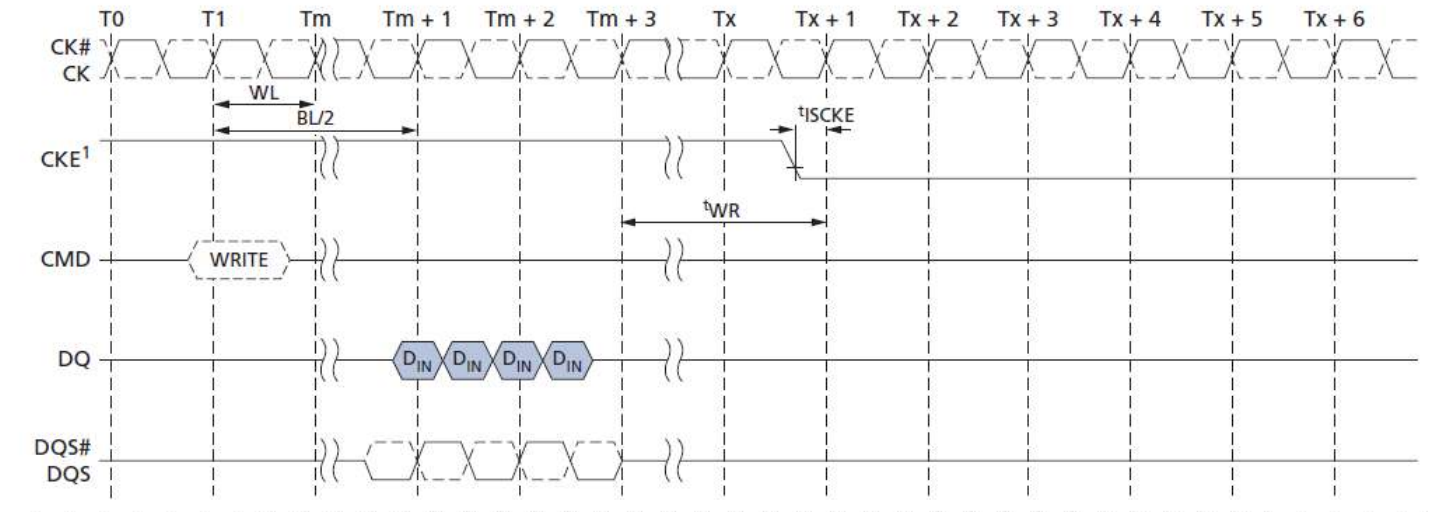 T0 T1 Tm Tm + 1 Tm + 2 Tm + 3 Tx Tx + 1 Tx + 2 Tx + 3 Tx + 4 Tx + 5 Tx + 6
CK#
CK
WL
BL/2
tISCKE
CKE1
tWR
CMD WRITE
DQ DIN DIN DIN DIN
DQS#
DQS